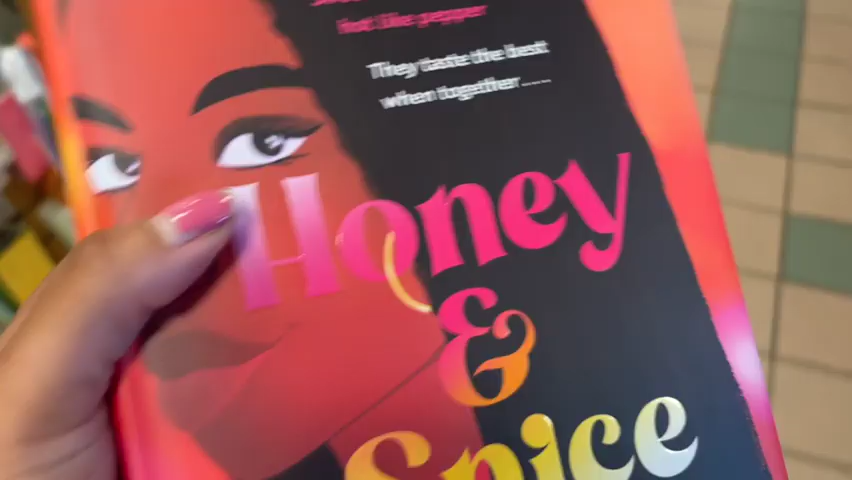 hot like pepper
They taste the best
when together.....
Honey
&
Spice